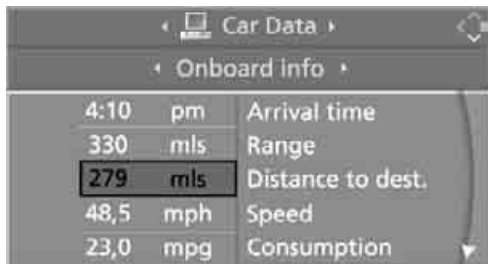 Car Data
Onboard info
4:10 pm Arrival time
330 mls Range
279 mls Distance to dest.
48,5 mph Speed
23,0 mpg Consumption